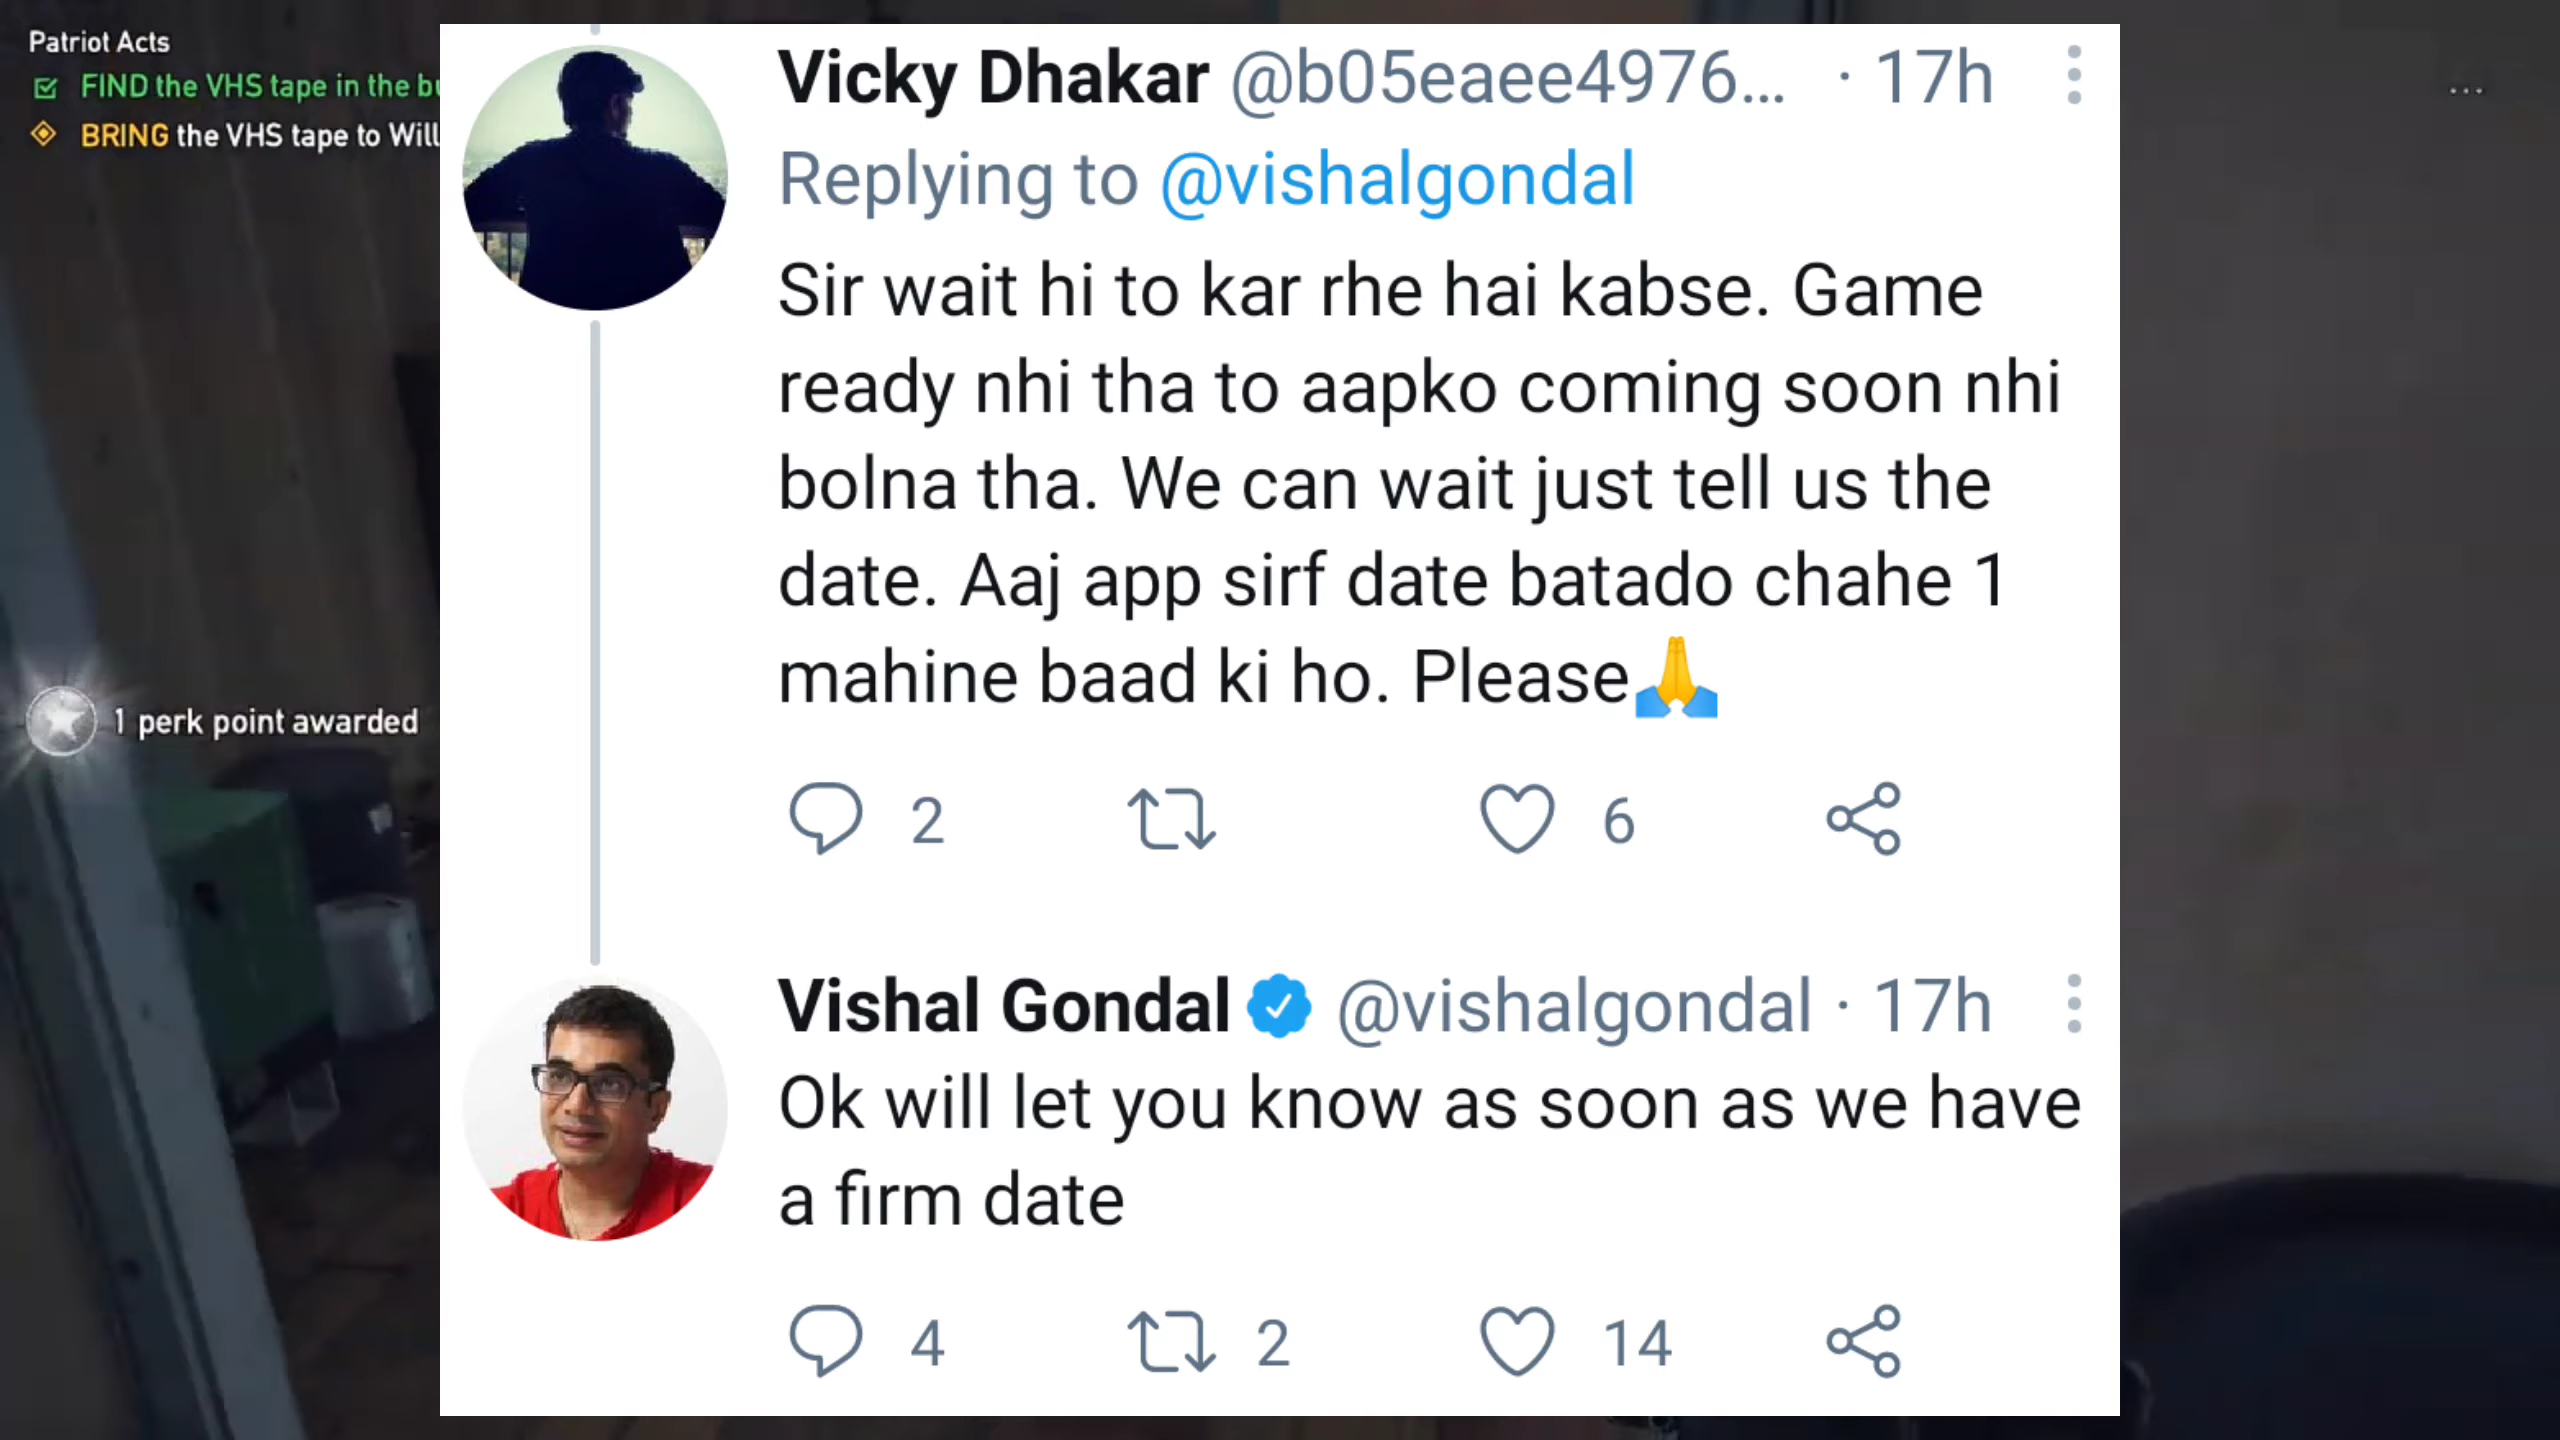 Patriot Acts
FIND the VHS tape in the bu
BRING the VHS tape to Will
1 perk point awarded
Vicky Dhakar @b05eaee4976... · 17h
Replying to @vishalgondal
Sir wait hi to kar rhe hai kabse. Game
ready nhi tha to aapko coming soon nhi
bolna tha. We can wait just tell us the
date. Aaj app sirf date batado chahe 1
mahine baad ki ho. Please🙏
2 6
Vishal Gondal @vishalgondal · 17h
Ok will let you know as soon as we have
a firm date
4 2 14